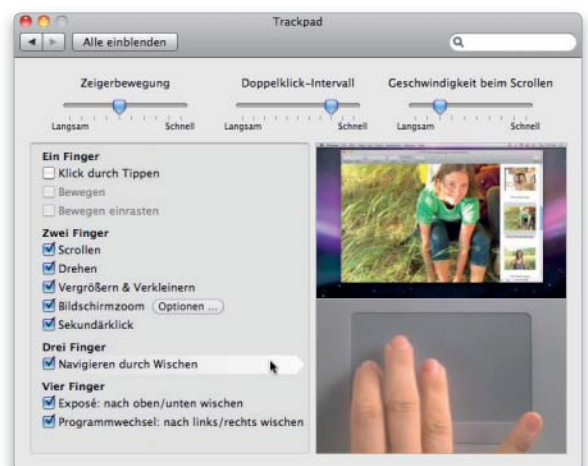 Trackpad
Alle einblenden
Zeigerbewegung Doppelklick-Intervall Geschwindigkeit beim Scrollen
Langsam Schnell Langsam Schnell Langsam Schnell
Ein Finger
Klick durch Tippen
Bewegen
Bewegen einrasten
Zwei Finger
Scrollen
Drehen
Vergrößern & Verkleinern
Bildschirmzoom Optionen ...
Sekundärklick
Drei Finger
Navigieren durch Wischen
Vier Finger
Exposé: nach oben/unten wischen
Programmwechsel: nach links/rechts wischen